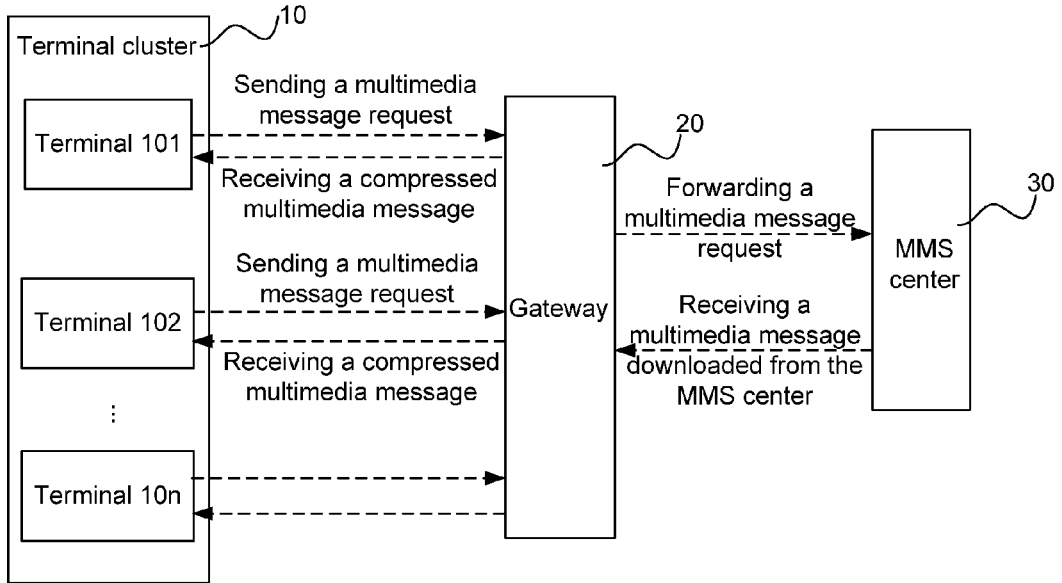 10
Terminal cluster
Terminal 101
Sending a multimedia
message request
Receiving a compressed
multimedia message
Terminal 102
Sending a multimedia
message request
Receiving a compressed
multimedia message
...
Terminal 10n
20
Gateway
Forwarding a
multimedia message
request
Receiving a
multimedia message
downloaded from the
MMS center
30
MMS
center